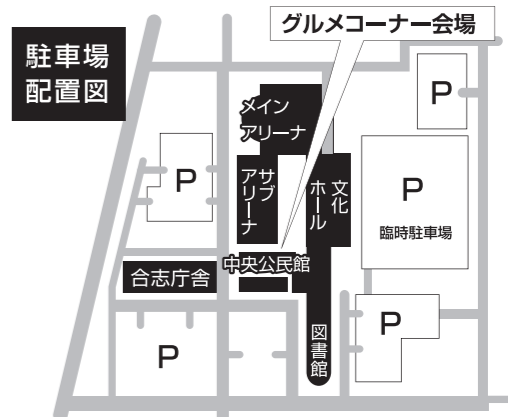 グルメコーナー会場
駐車場
配置図
P
メイン
アリーナ
P
サブ
アリーナ
文化
ホール
P
臨時駐車場
中央公民館
合志庁舎
図書館
P
P